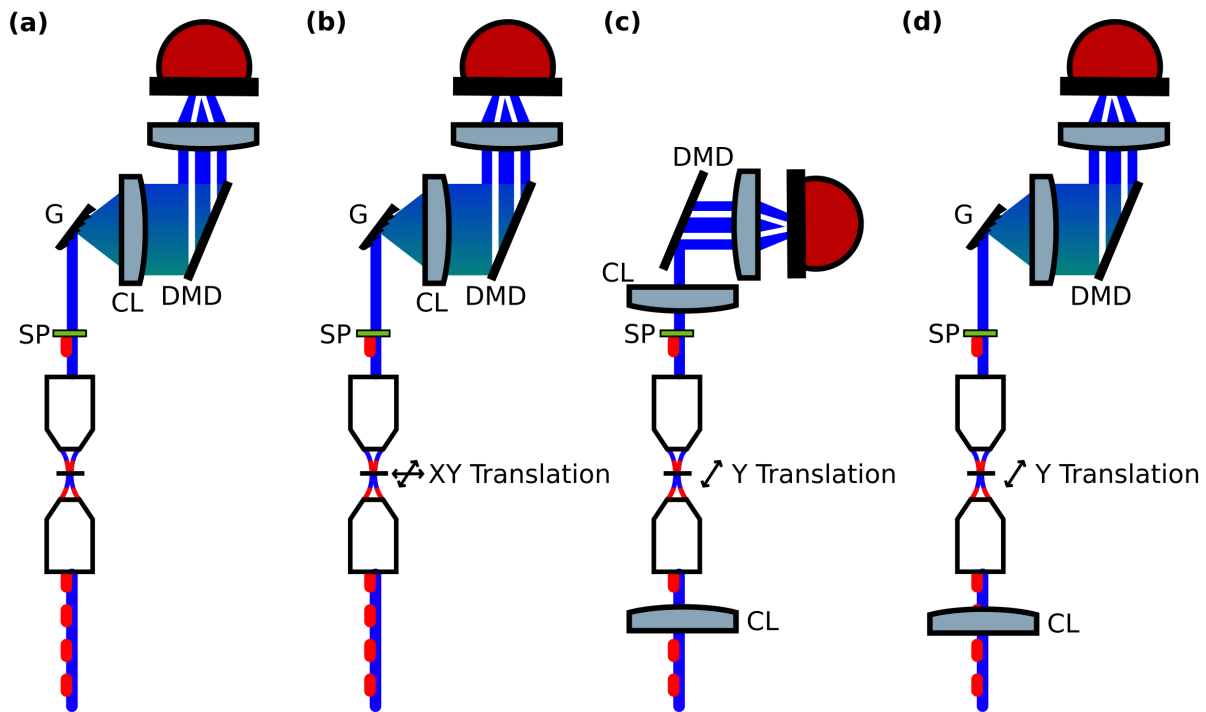 (a)
(b)
(c)
(d)
DMD
G
G
G
CL
CL
CL
DMD
DMD
DMD
SP
SP
SP
SP
XY Translation
Y Translation
Y Translation
CL
CL